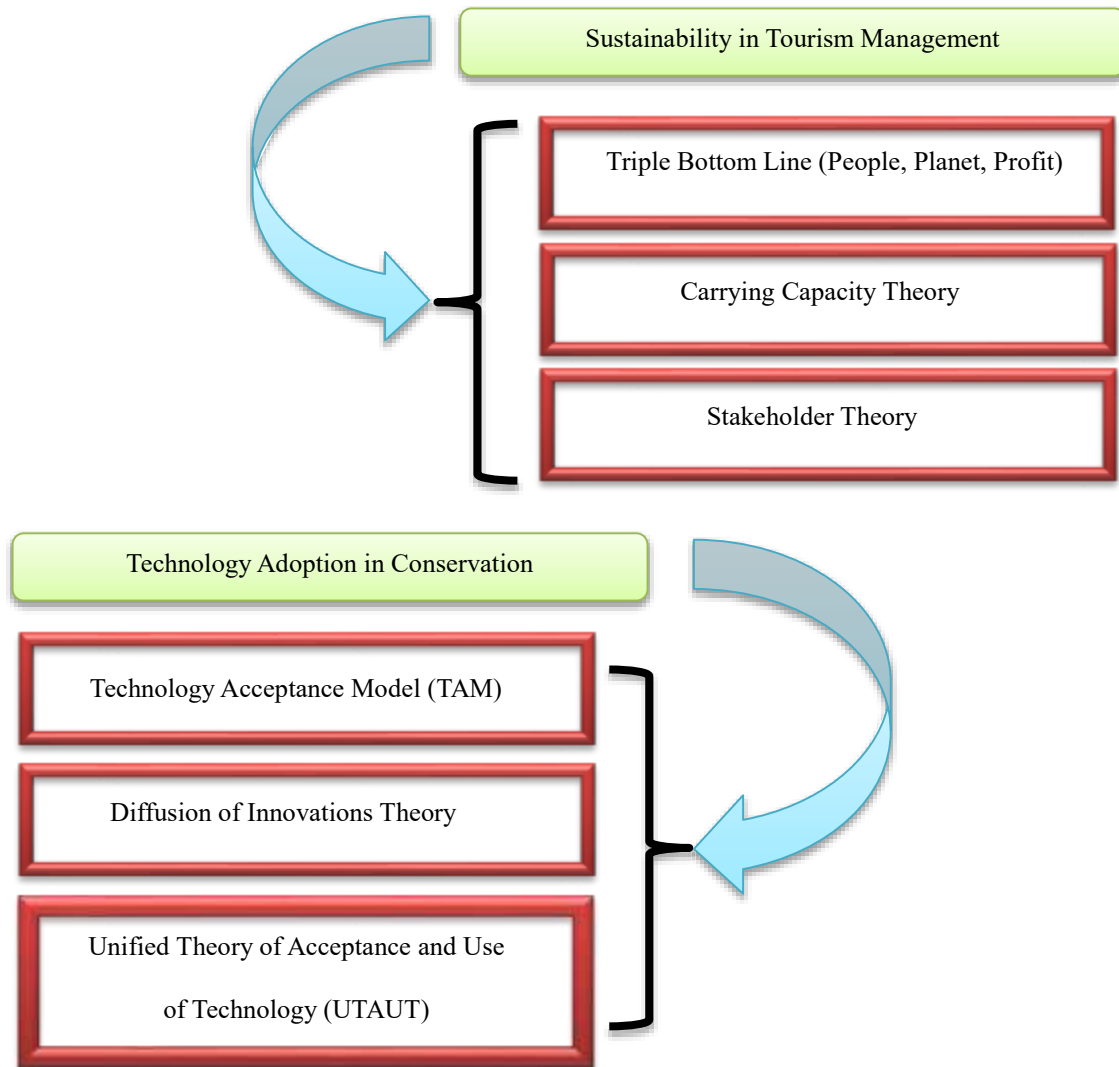 Sustainability in Tourism Management
Triple Bottom Line (People, Planet, Profit)
Carrying Capacity Theory
Stakeholder Theory
Technology Adoption in Conservation
Technology Acceptance Model (TAM)
Diffusion of Innovations Theory
Unified Theory of Acceptance and Use
of Technology (UTAUT)